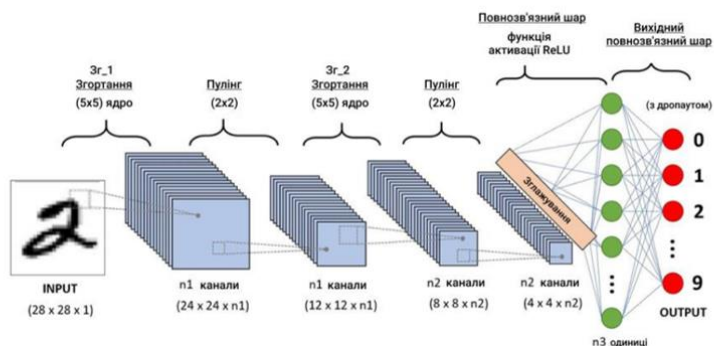 Повнозв'язний шар
функція
активації ReLU
Вихідний
повнозв'язний шар
Зг_1
Згортання
(5x5) ядро
Пулінг
(2x2)
Зг_2
Згортання
(5x5) ядро
Пулінг
(2x2)
(з дропаутом)
Зглажування
0
1
2
9
INPUT
(28 x 28 x 1)
n1 канали
(24 x 24 x n1)
n1 канали
(12 x 12 x n1)
n2 канали
(8 x 8 x n2)
n2 канали
(4 x 4 x n2)
OUTPUT
n3 одиниці